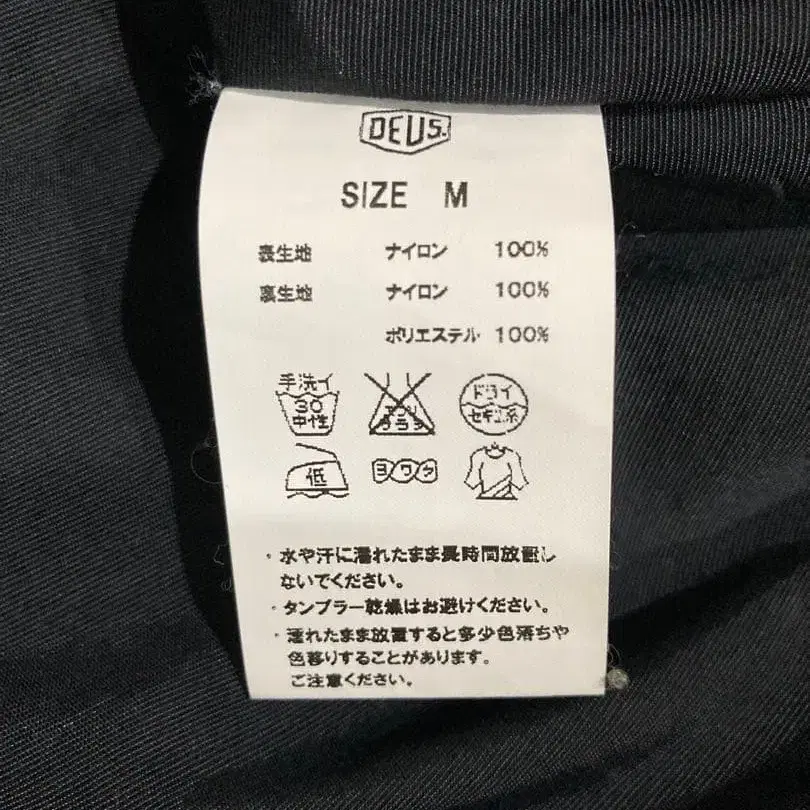 DEUS.
SIZE M
表生地 ナイロン 100%
裏生地 ナイロン 100%
ポリエステル 100%
手洗イ
30
中性
エンソ
サラシ
ドライ
セキユ系
低
ヨワク
・水や汗に濡れたまま長時間放置し
ないでください。
・タンブラー乾燥はお避けください。
・濡れたまま放置すると多少色落ちや
色移りすることがあります。
ご注意ください。